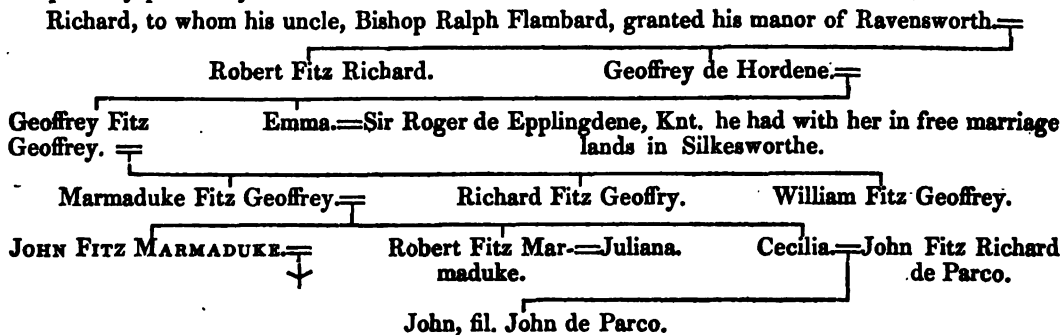 Richard, to whom his uncle, Bishop Ralph Flambard, granted his manor of Ravensworth.=
Robert Fitz Richard. Geoffrey de Hordene.=
Geoffrey Fitz Emma.=Sir Roger de Epplingdene, Knt. he had with her in free marriage
Geoffrey. = lands in Silkesworthe.
Marmaduke Fitz Geoffrey.= Richard Fitz Geoffry. William Fitz Geoffrey.
JOHN FITZ MARMADUKE.= Robert Fitz Mar-=Juliana. Cecilia.=John Fitz Richard
maduke. de Parco.
John, fil. John de Parco.